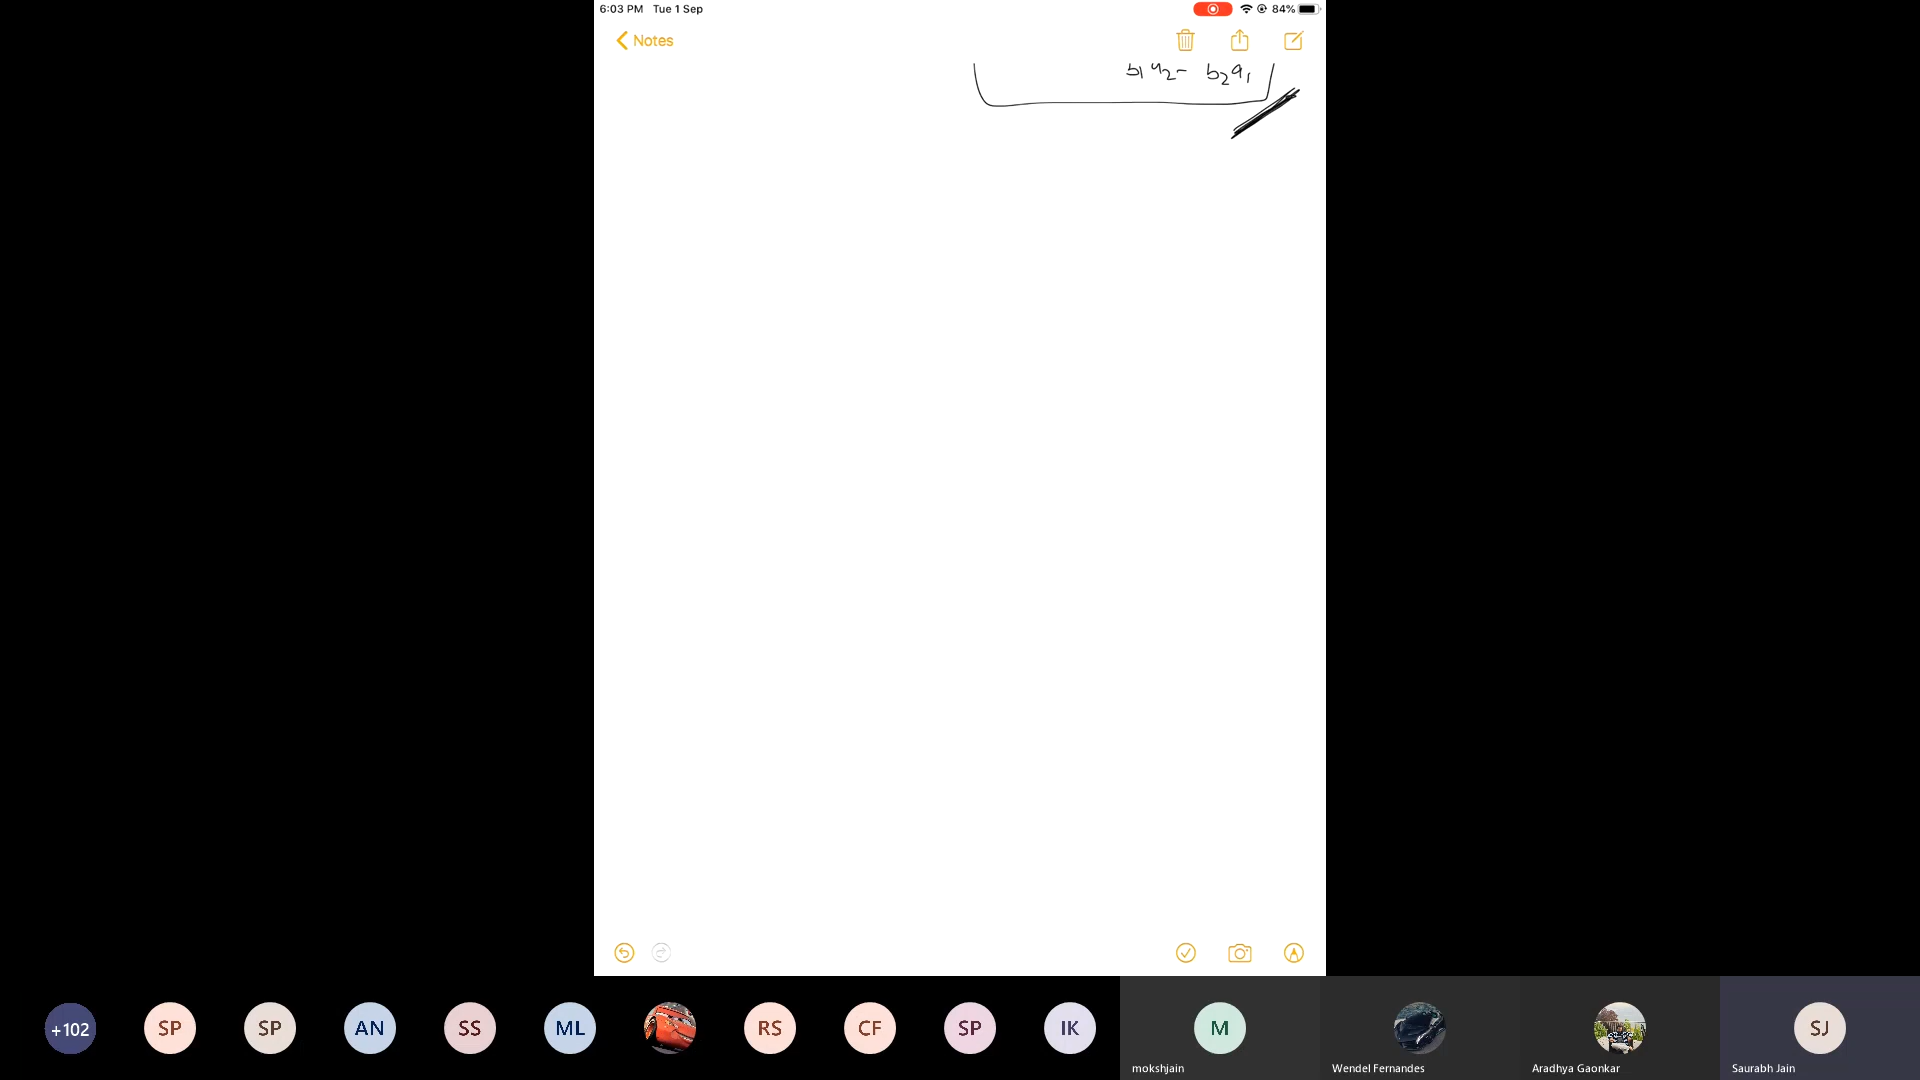 6:03 PM Tue 1 Sep 84%
Notes
b₁a₂- b₂a₁
+102 SP SP AN SS ML RS CF SP IK M SJ
mokshjain Wendel Fernandes Aradhya Gaonkar Saurabh Jain